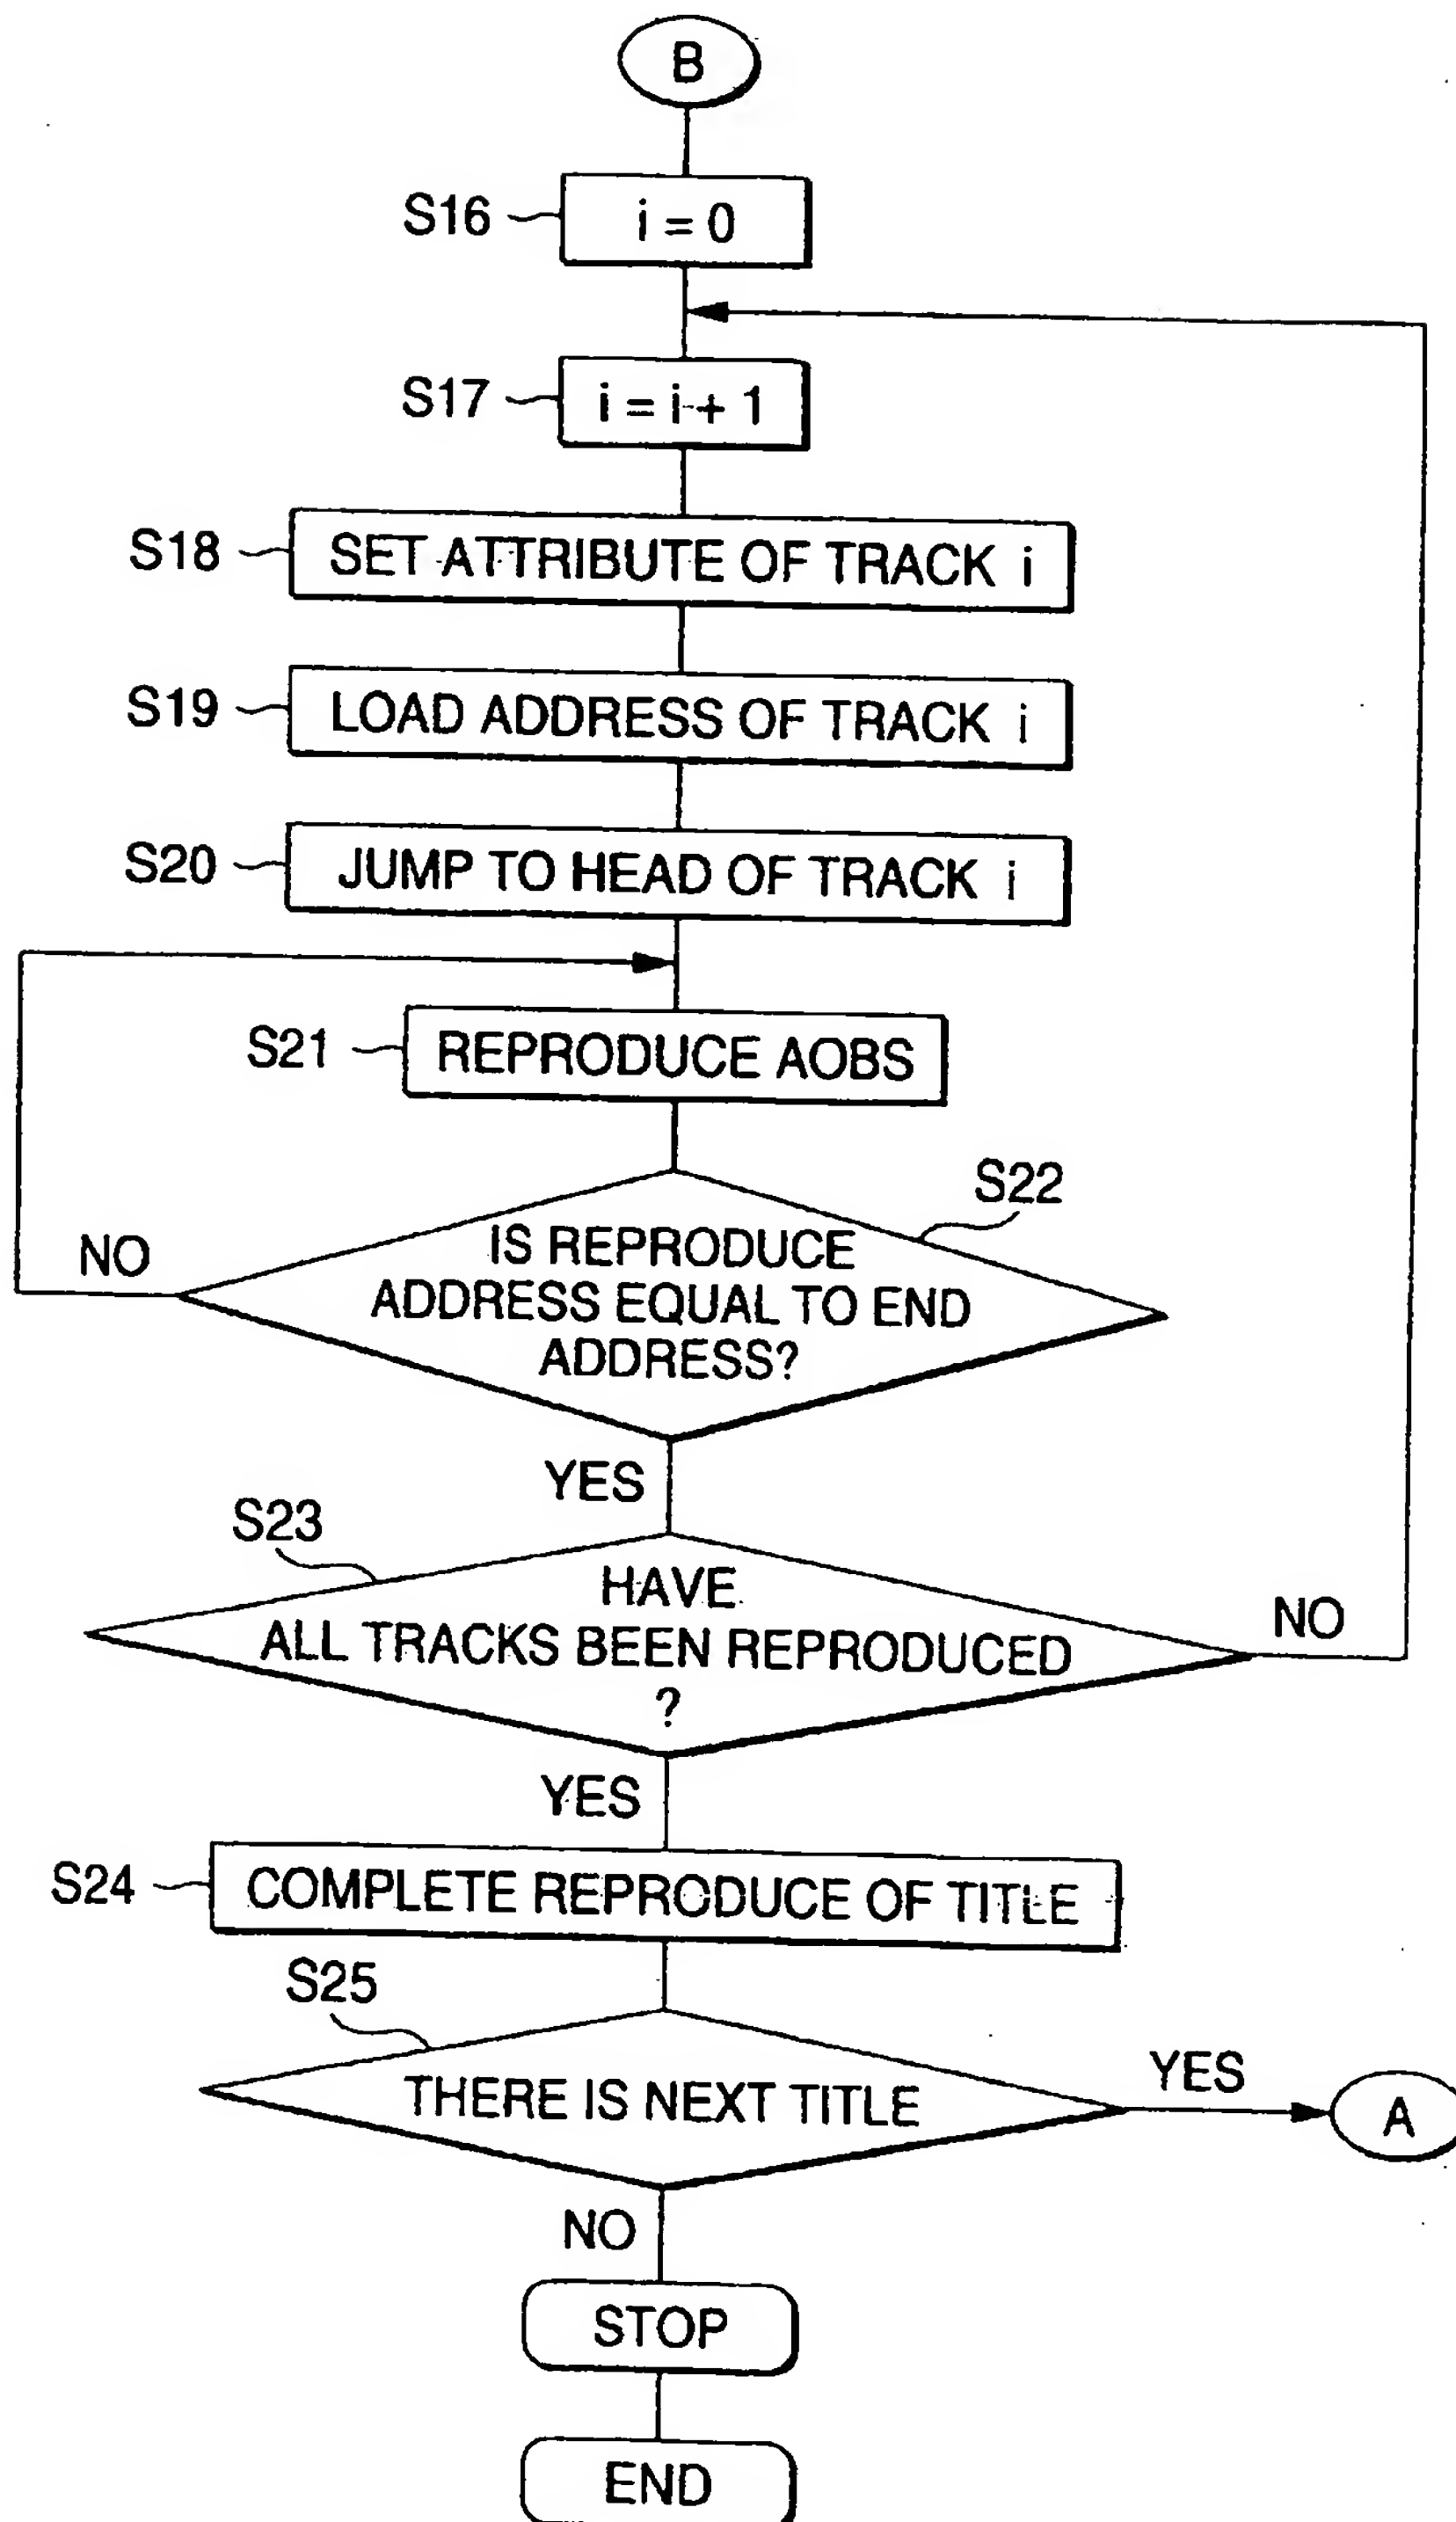 B
S16
i = 0
S17
i = i + 1
S18
SET ATTRIBUTE OF TRACK i
S19
LOAD ADDRESS OF TRACK i
S20
JUMP TO HEAD OF TRACK i
S21
REPRODUCE AOBS
S22
IS REPRODUCE
ADDRESS EQUAL TO END
ADDRESS?
NO
YES
S23
HAVE
ALL TRACKS BEEN REPRODUCED
?
NO
YES
S24
COMPLETE REPRODUCE OF TITLE
S25
THERE IS NEXT TITLE
YES
A
NO
STOP
END